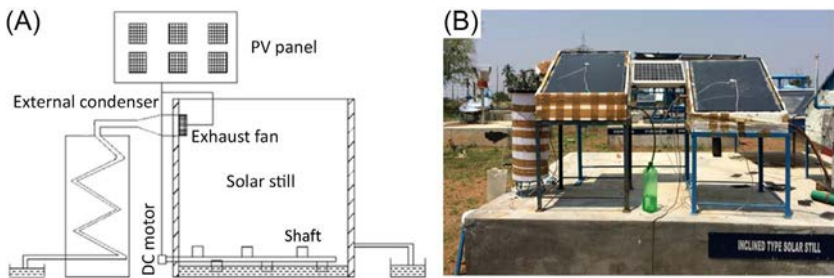 (A)
PV panel
External condenser
Exhaust fan
Solar still
Shaft
DC motor
(B)
INCLINED TYPE SOLAR STILL